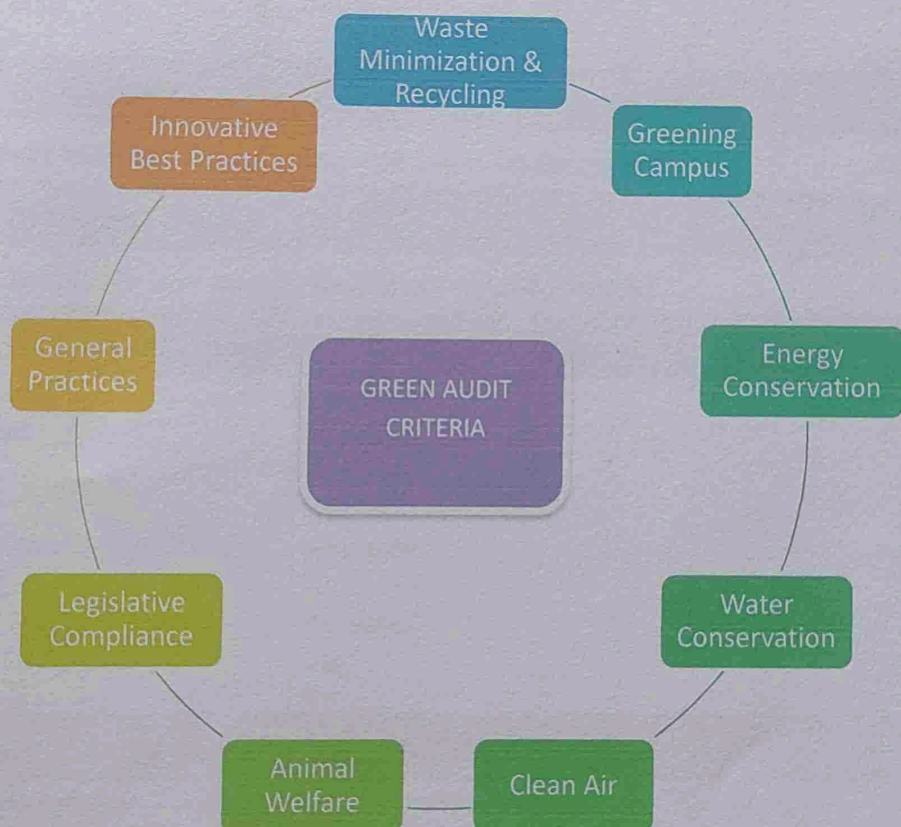 Waste
Minimization &
Recycling
Innovative
Best Practices
Greening
Campus
General
Practices
GREEN AUDIT
CRITERIA
Energy
Conservation
Legislative
Compliance
Water
Conservation
Animal
Welfare
Clean Air